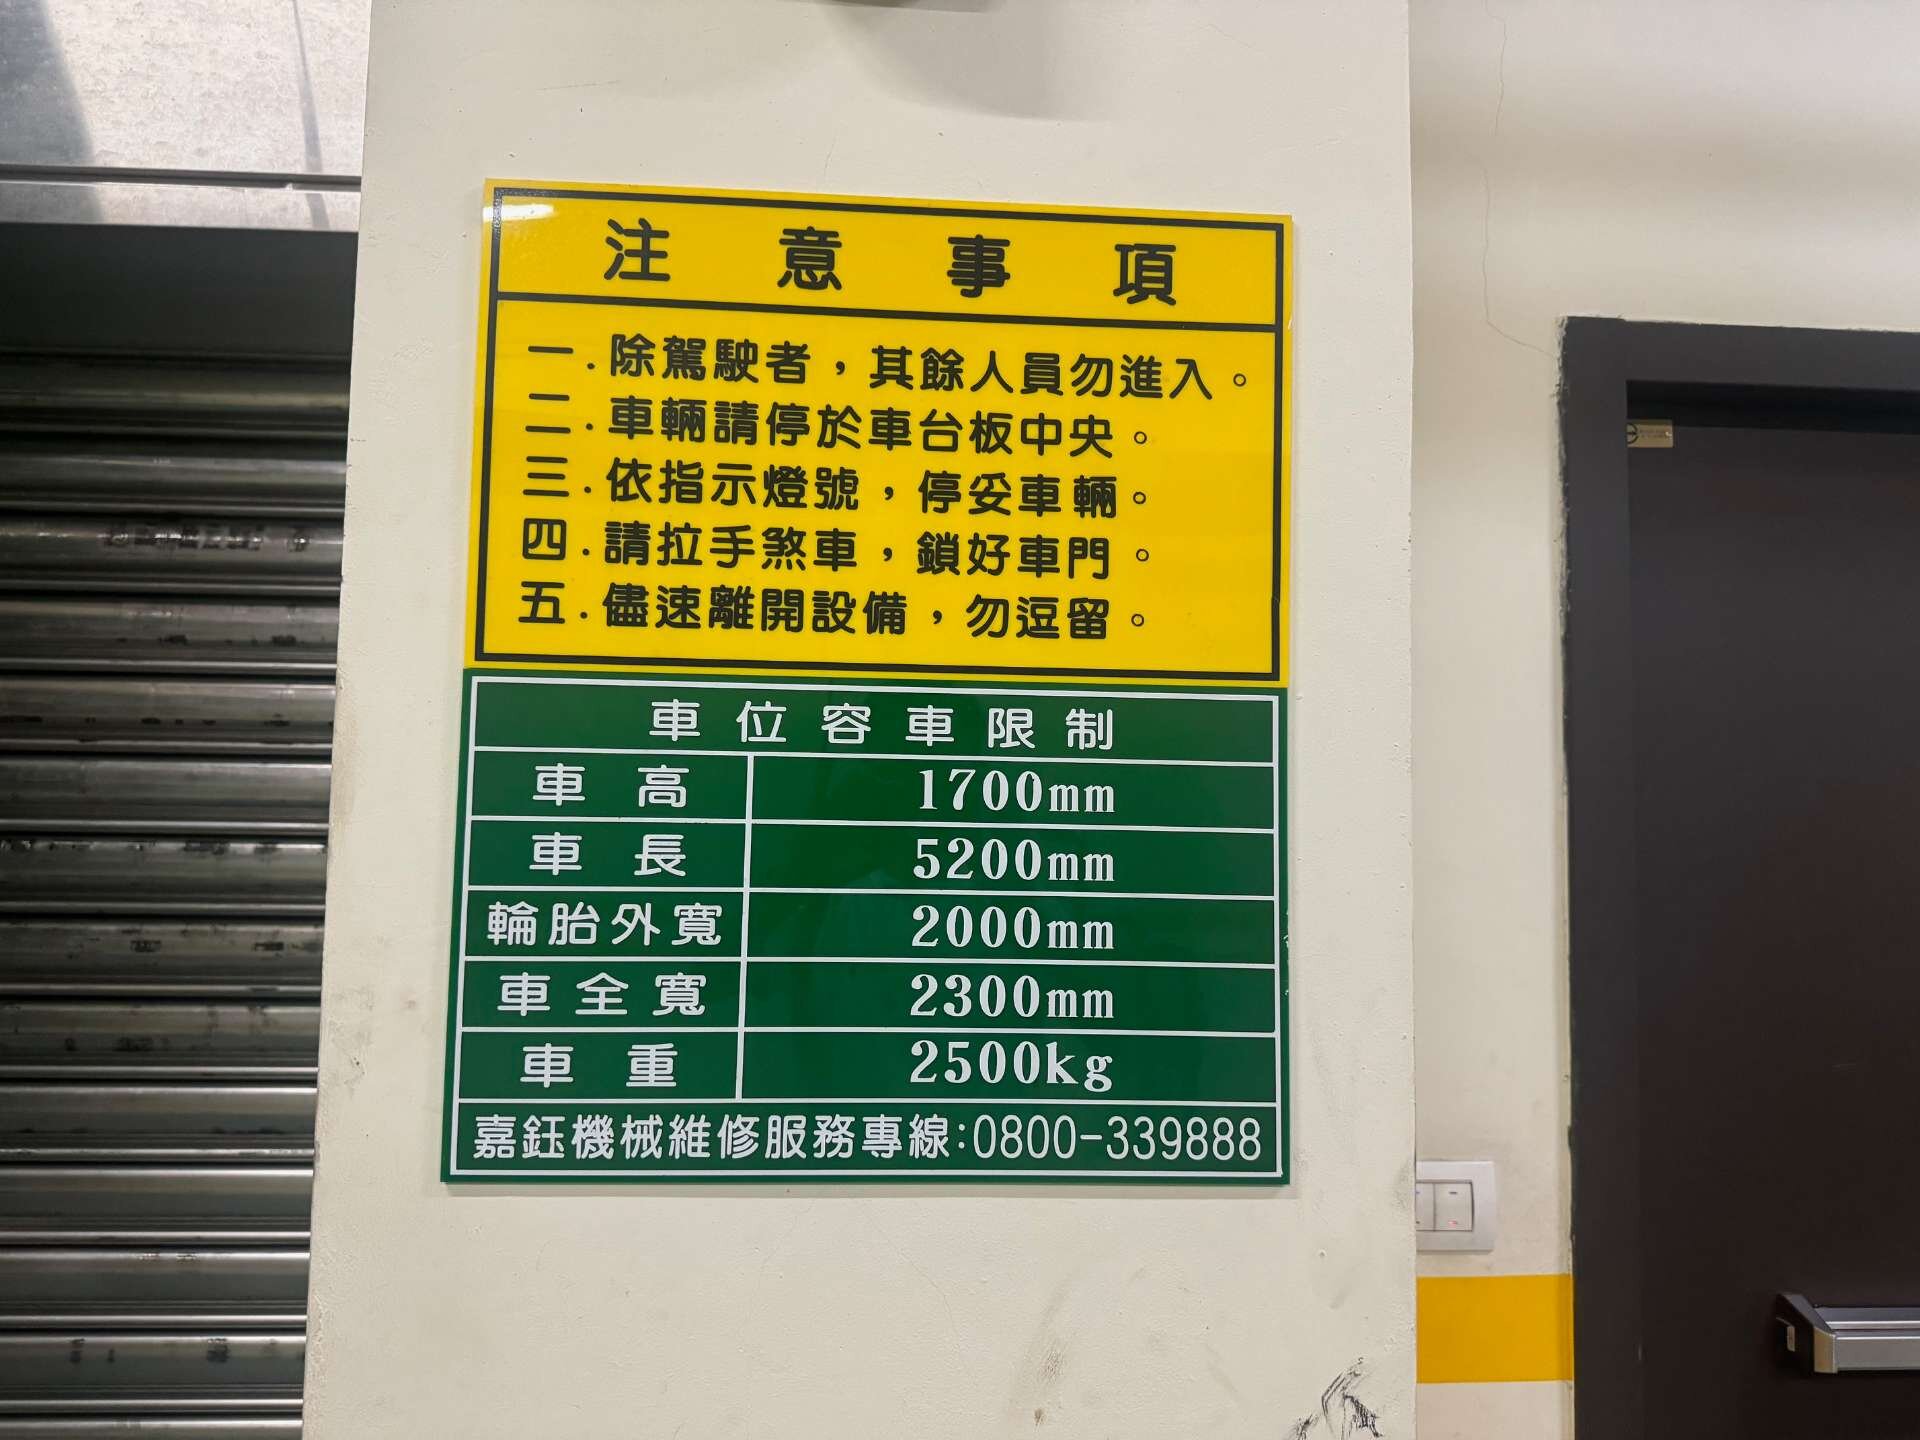 注意事項
一.除駕駛者，其餘人員勿進入。
二.車輛請停於車台板中央。
三.依指示燈號，停妥車輛。
四.請拉手煞車，鎖好車門。
五.儘速離開設備，勿逗留。
車位容車限制
車高 1700mm
車長 5200mm
輪胎外寬 2000mm
車全寬 2300mm
車重 2500kg
嘉鈺機械維修服務專線:0800-339888